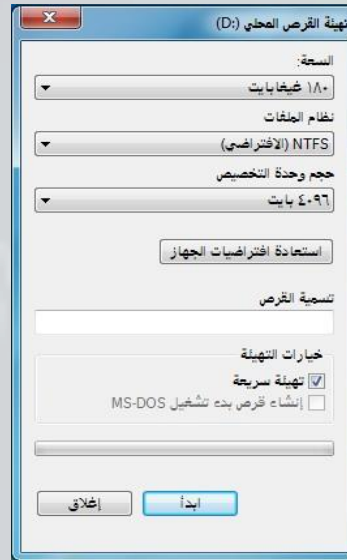 تهيئة القرص المحلي (D:)
السعة:
١٨٠ غيغابايت
نظام الملفات
NTFS (الافتراضي)
حجم وحدة التخصيص
٤٠٩٦ بايت
استعادة افتراضيات الجهاز
تسمية القرص
خيارات التهيئة
تهيئة سريعة
إنشاء قرص بدء تشغيل MS-DOS
ابدأ
إغلاق